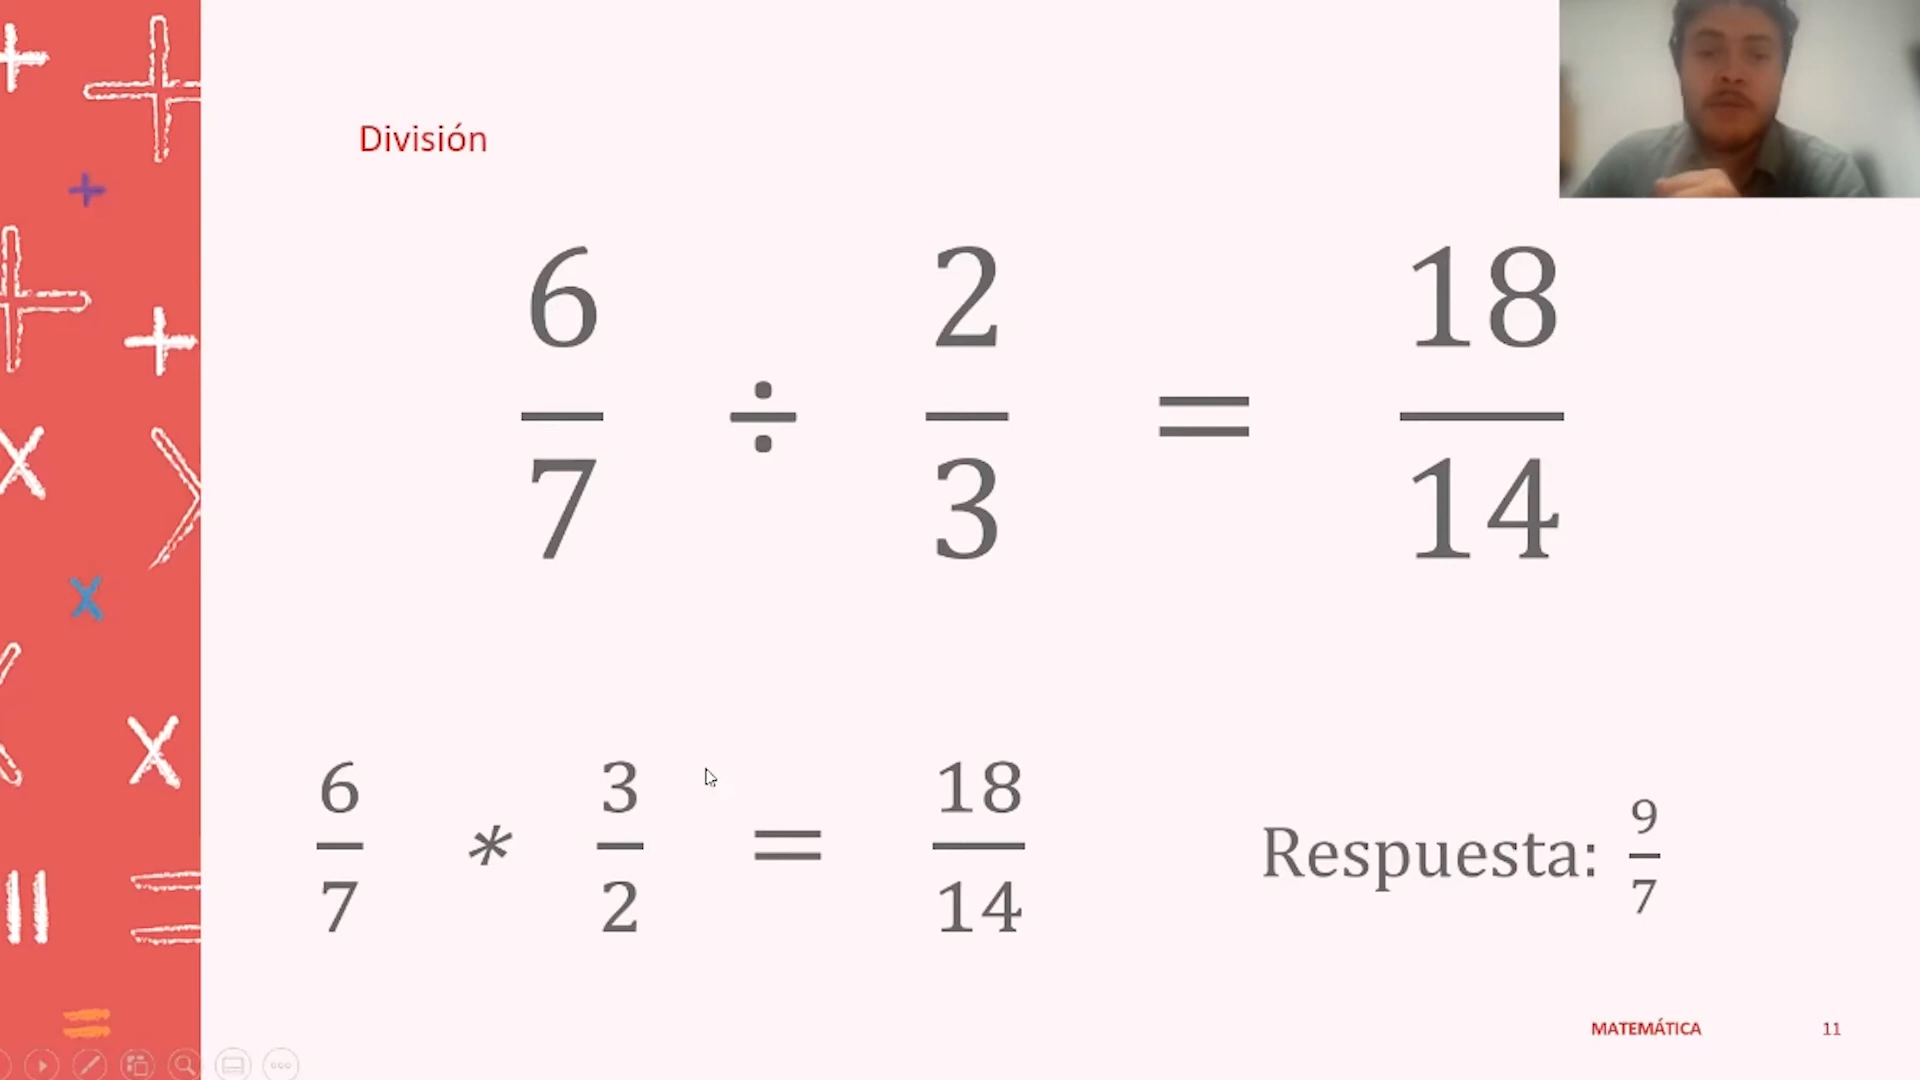 División
6/7 ÷ 2/3 = 18/14
6/7 * 3/2 = 18/14
Respuesta: 9/7
MATEMÁTICA 11